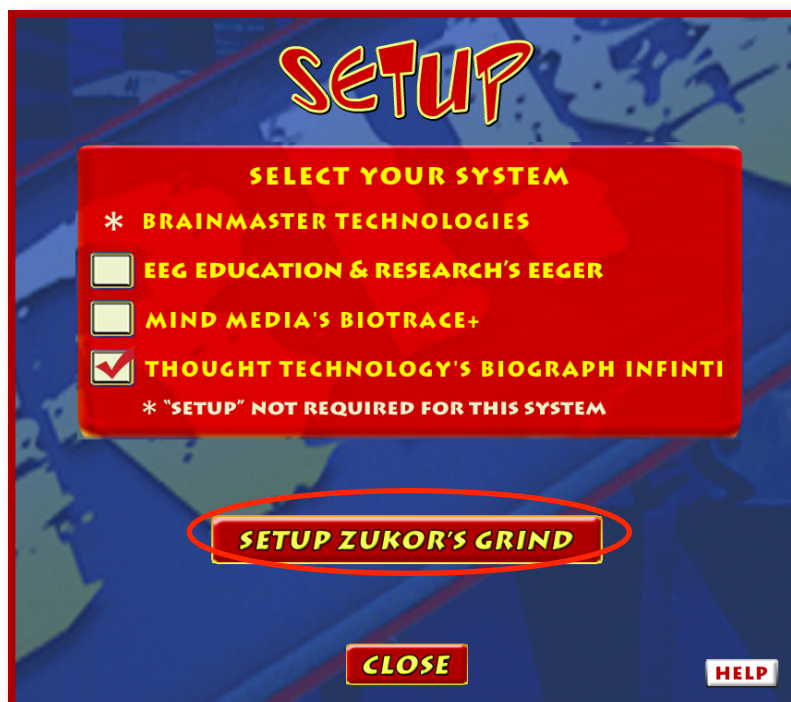 SETUP
SELECT YOUR SYSTEM
* BRAINMASTER TECHNOLOGIES
EEG EDUCATION & RESEARCH'S EEGER
MIND MEDIA'S BIOTRACE+
THOUGHT TECHNOLOGY'S BIOGRAPH INFINTI
* "SETUP" NOT REQUIRED FOR THIS SYSTEM
SETUP ZUKOR'S GRIND
CLOSE
HELP